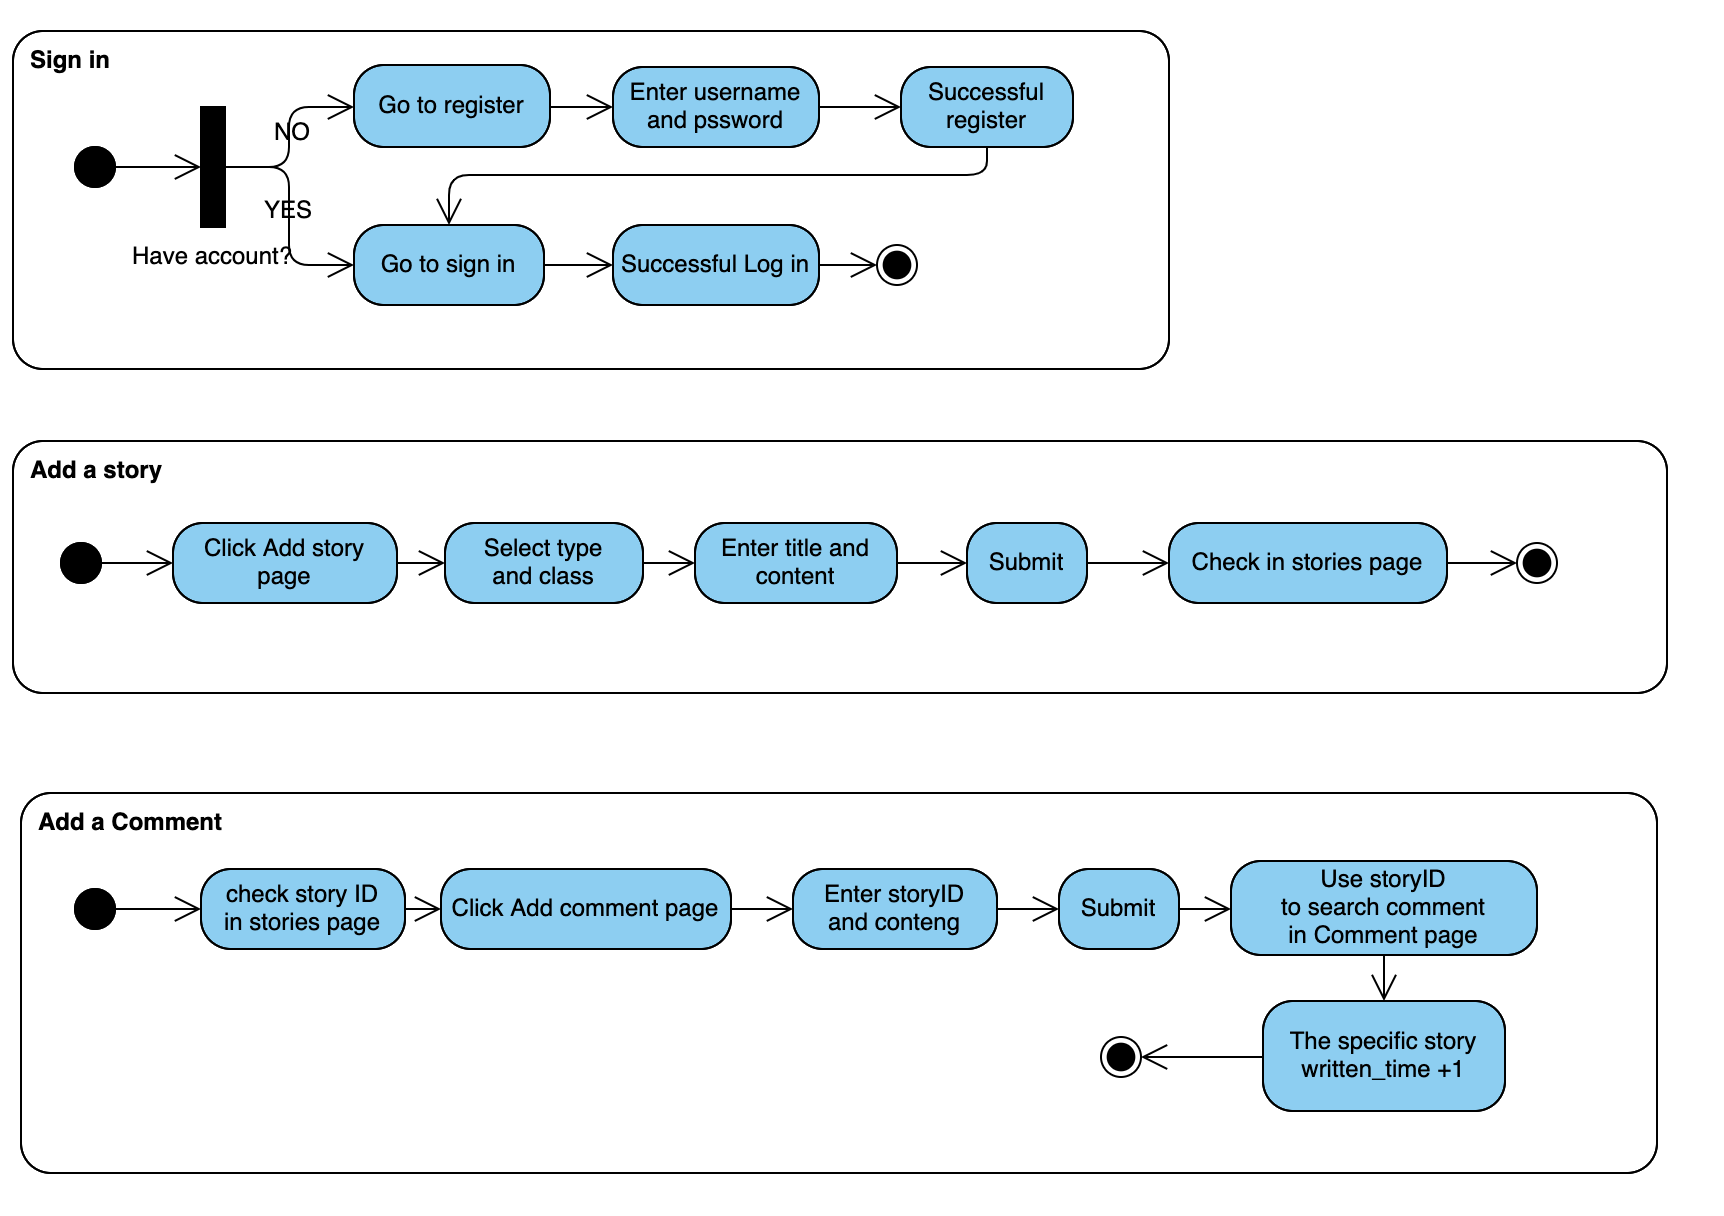 Sign in
NO
Go to register
Enter username
and pssword
Successful
register
YES
Have account?
Go to sign in
Successful Log in
Add a story
Click Add story
page
Select type
and class
Enter title and
content
Submit
Check in stories page
Add a Comment
check story ID
in stories page
Click Add comment page
Enter storyID
and conteng
Submit
Use storyID
to search comment
in Comment page
The specific story
written_time +1